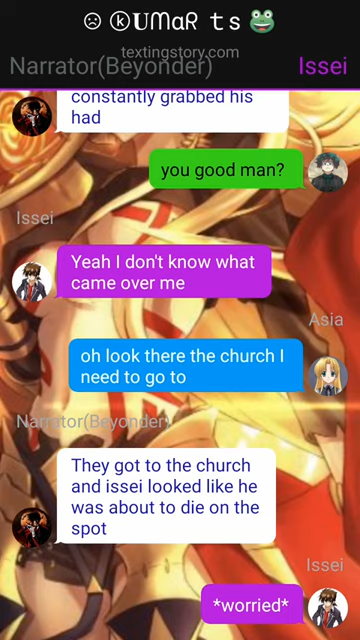 ☹ ⓚUᗰᗩᖇ ｔｓ🐸
textingstory.com
Narrator(Beyonder) Issei
constantly grabbed his
had
you good man?
Issei
Yeah I don't know what
came over me
Asia
oh look there the church I
need to go to
Narrator(Beyonder)
They got to the church
and issei looked like he
was about to die on the
spot
Issei
*worried*